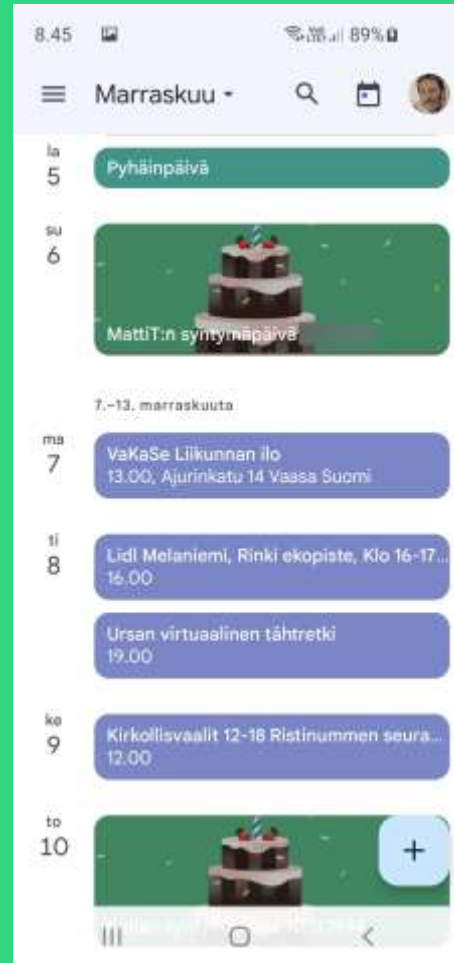 8.45
89%
Marraskuu
la
5
Pyhäinpäivä
su
6
MattiT:n syntymäpäivä
7.–13. marraskuuta
ma
7
VaKaSe Liikunnan ilo
13.00, Ajurinkatu 14 Vaasa Suomi
ti
8
Lidl Melaniemi, Rinki ekopiste, Klo 16-17...
16.00
Ursan virtuaalinen tähtretki
19.00
ke
9
Kirkollisvaalit 12-18 Ristinummen seura...
12.00
to
10
+